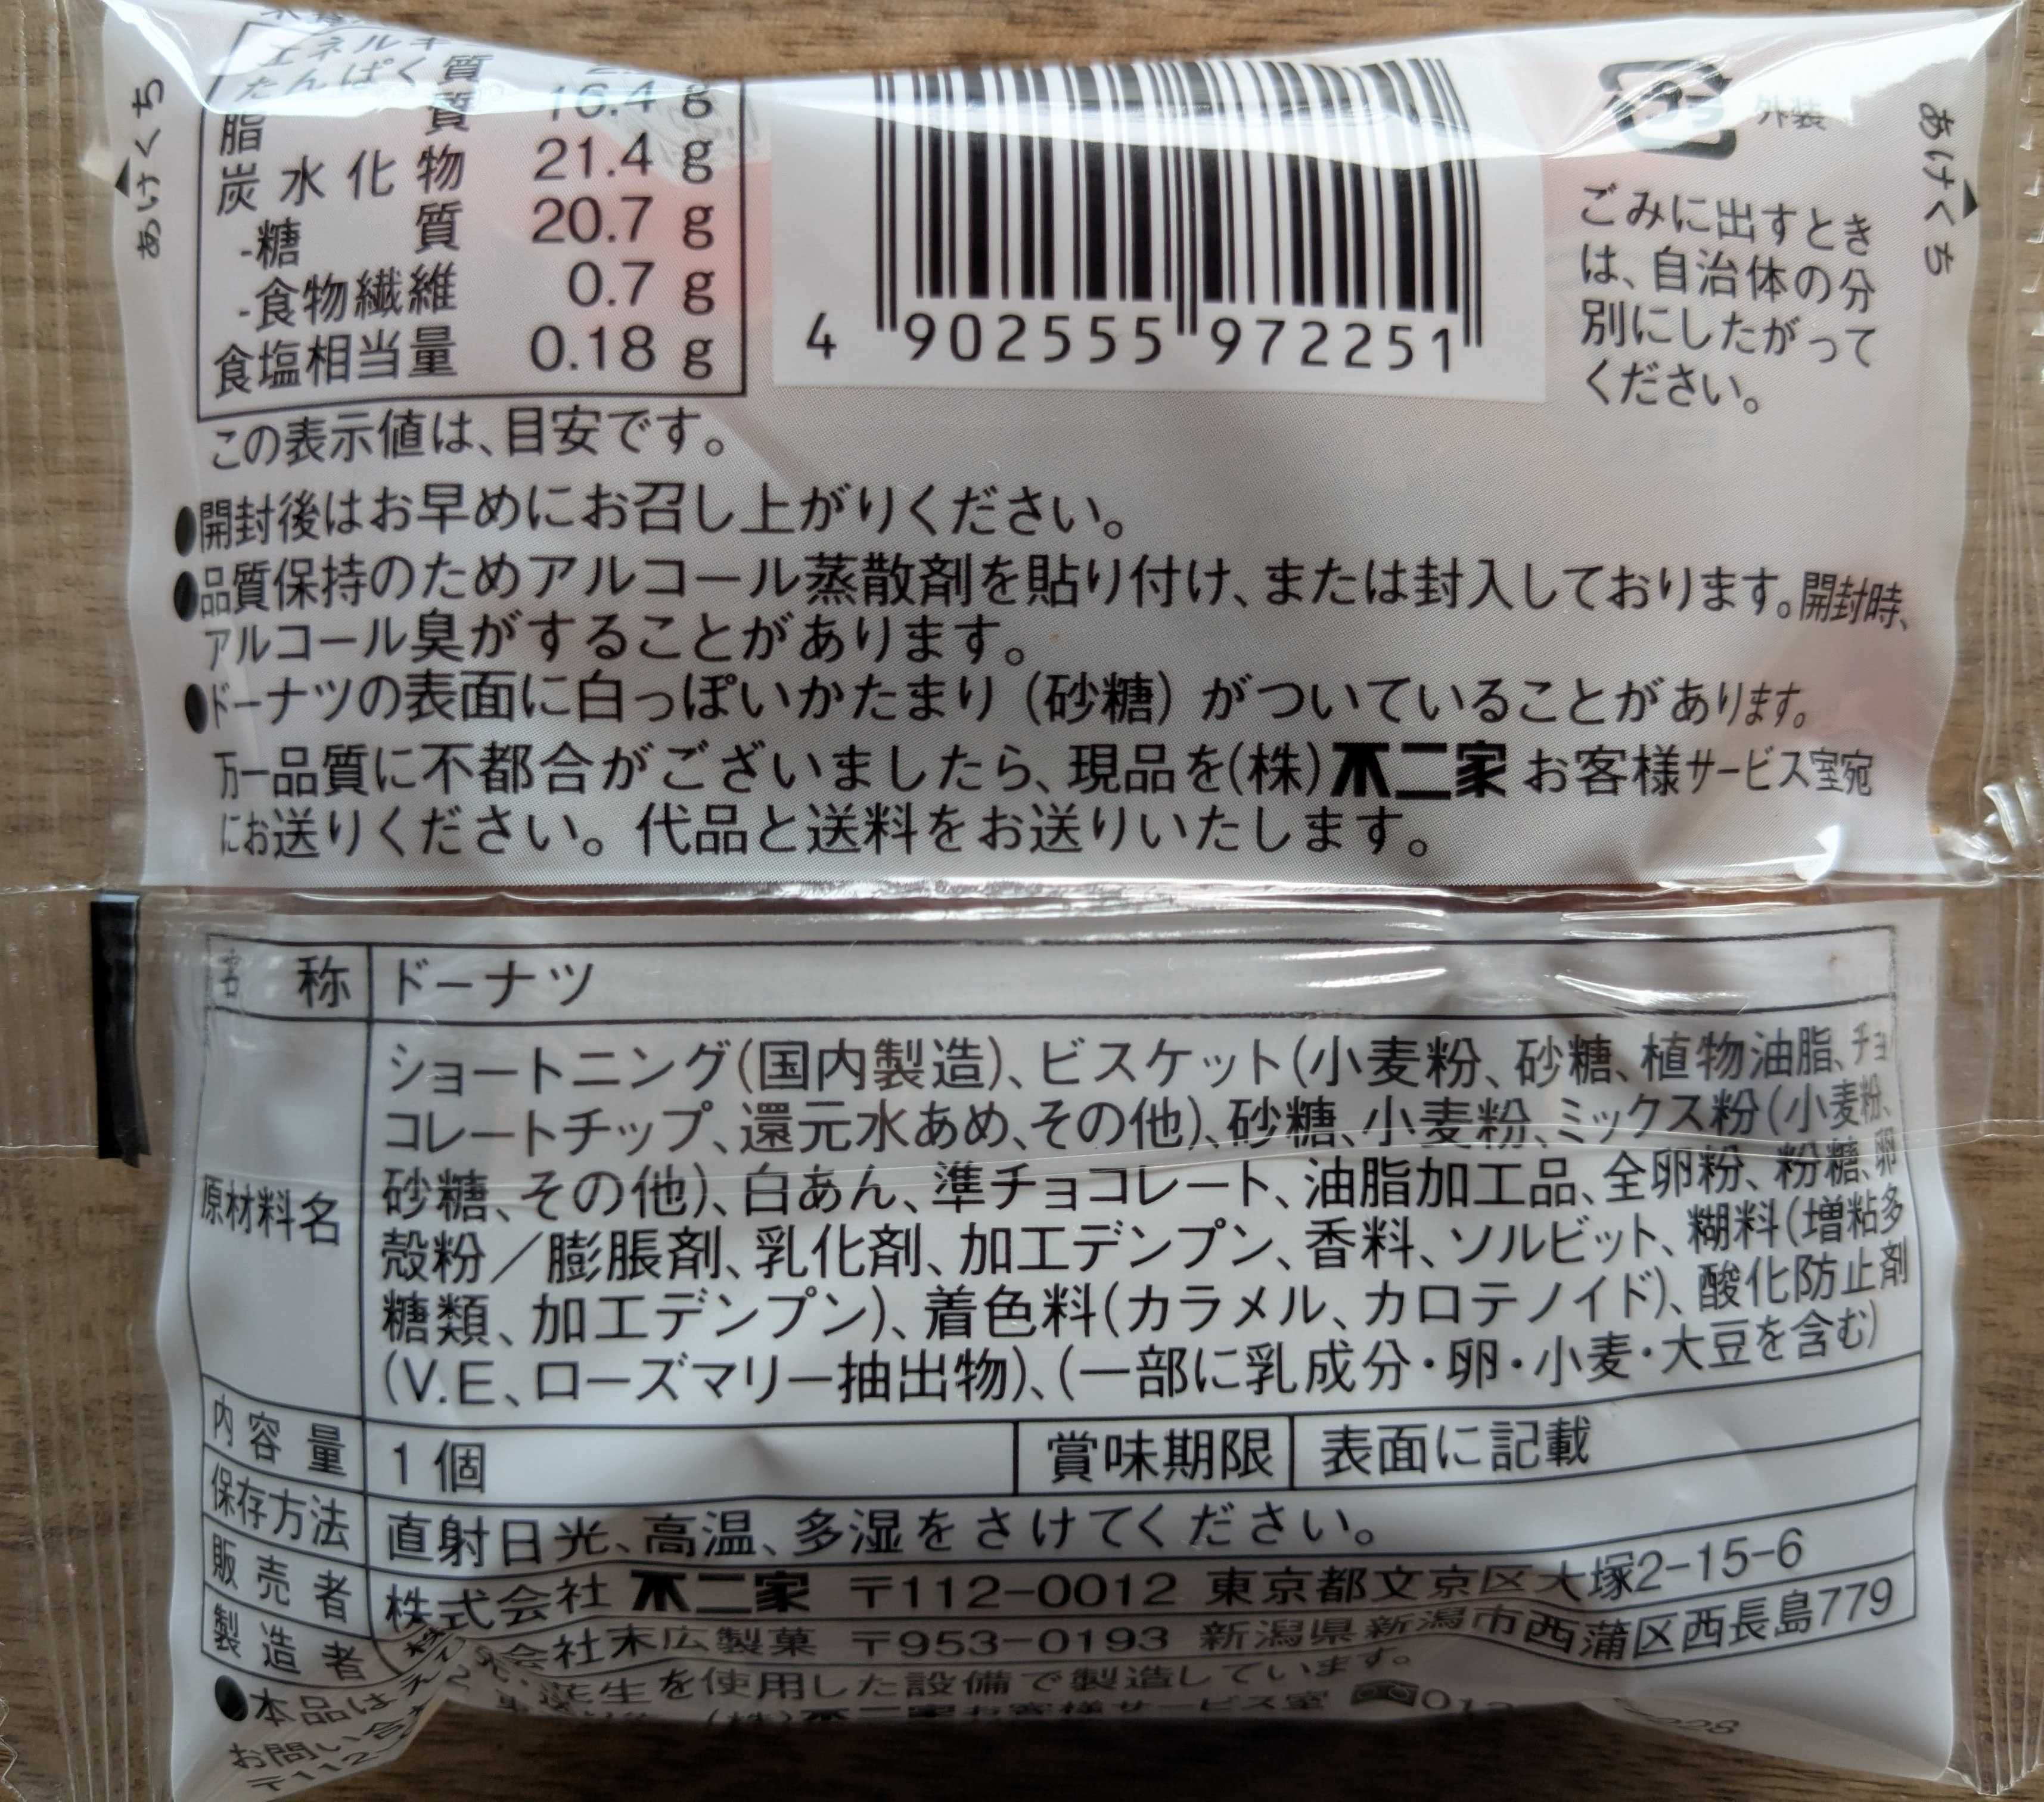 あけくち
エネルギ
たんぱく質
脂 質 16.4 g
炭水化物 21.4 g
-糖 質 20.7 g
-食物繊維 0.7 g
食塩相当量 0.18 g
この表示値は、目安です。
4 902555 972251
外装
ごみに出すとき
は、自治体の分
別にしたがって
ください。
あけくち
●開封後はお早めにお召し上がりください。
●品質保持のためアルコール蒸散剤を貼り付け、または封入しております。開封時、
アルコール臭がすることがあります。
●ドーナツの表面に白っぽいかたまり（砂糖）がついていることがあります。
万一品質に不都合がございましたら、現品を(株)不二家お客様サービス室宛
にお送りください。代品と送料をお送りいたします。
名 称 ドーナツ
原材料名 ショートニング(国内製造)、ビスケット(小麦粉、砂糖、植物油脂、チョ
コレートチップ、還元水あめ、その他)、砂糖、小麦粉、ミックス粉(小麦粉、
砂糖、その他)、白あん、準チョコレート、油脂加工品、全卵粉、粉糖、卵
殻粉／膨脹剤、乳化剤、加工デンプン、香料、ソルビット、糊料(増粘多
糖類、加工デンプン)、着色料(カラメル、カロテノイド)、酸化防止剤
(V.E、ローズマリー抽出物)、(一部に乳成分・卵・小麦・大豆を含む)
内容量 1個 賞味期限 表面に記載
保存方法 直射日光、高温、多湿をさけてください。
販売者 株式会社 不二家 〒112-0012 東京都文京区大塚2-15-6
製造者 株式会社末広製菓 〒953-0193 新潟県新潟市西蒲区西長島779
●本品は 生を使用した設備で製造しています。
お問い合 (株)不二家お客様サービス室
〒112-